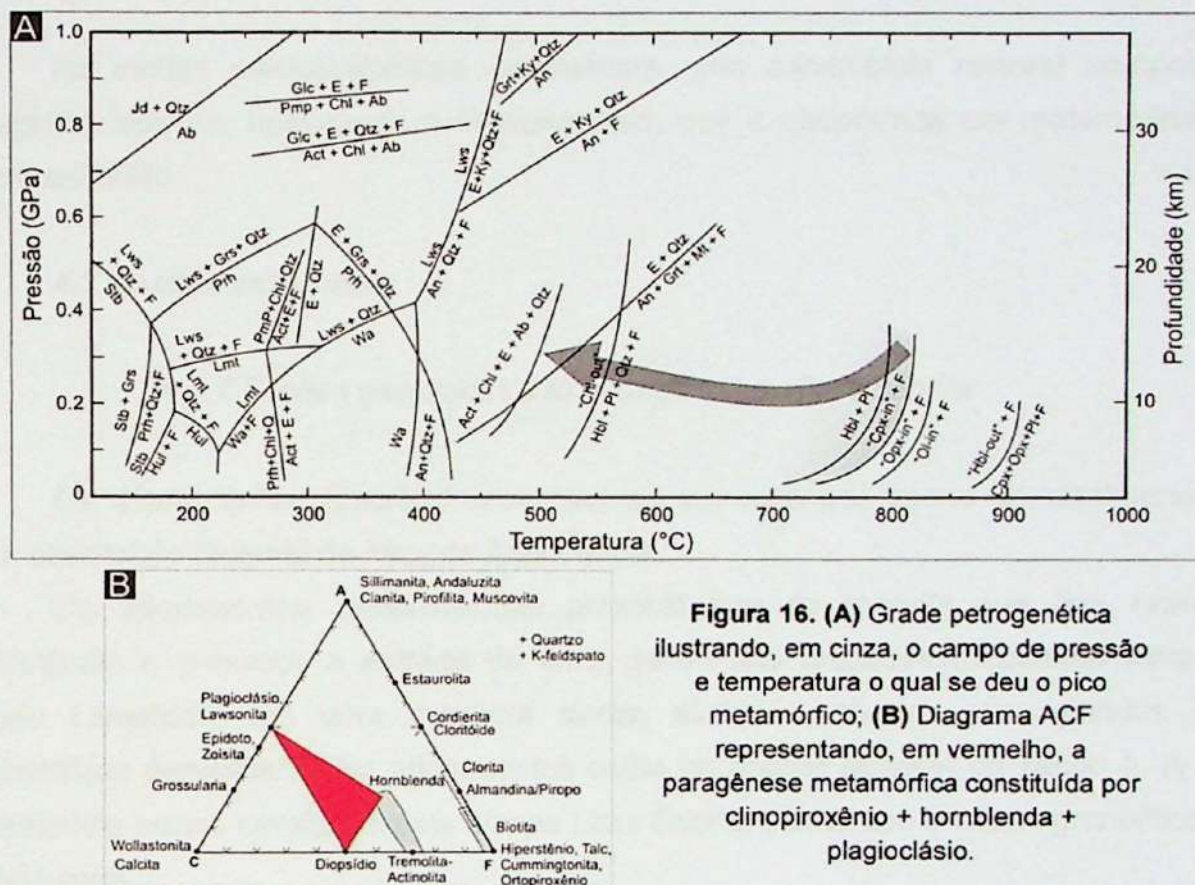 A
1.0
0.8
0.6
0.4
0.2
0
Pressão (GPa)
200
300
400
500
600
700
800
900
1000
Temperatura (°C)
30
20
10
Profundidade (km)
Jd + Qtz
Ab
Glc + E + F
Pmp + Chl + Ab
Glc + E + Qtz + F
Act + Chl + Ab
Lws
E+Ky+Qtz+F
Grt+Ky+Qtz
An
E + Ky + Qtz
An + F
Lws
+ Qtz + F
Stb
Lws + Grs+ Qtz
Prh
E + Grs + Qtz
Prh
PmP+Chl+Qtz
Act+E+F
E + Qtz
Lws
An + Qtz + F
Lws
+ Qtz + F
Lmt
Lws + Qtz
Wa
Stb Grs
Prh+Qtz+F
Lmt
+ Qtz + F
Hul
Stb
Hul + F
Lmt
Wa+F
Prh+Chl+Q
Act + E + F
Wa
An+Qtz+F
Act + Chl + E + Ab + Qtz
"Chl-out"
Hbl + Pl + Qtz + F
E + Qtz
An + Grt + Mt + F
Hbl + Pl
"Cpx-in" + F
"Opx-in" + F
"Ol-in" + F
"Hbl-out" + F
Cpx+Opx+Pl+F
B
A
Sillimanita, Andaluzita
Cianita, Pirofilita, Muscovita
+ Quartzo
+ K-feldspato
Estaurolita
Plagioclásio
Lawsonita
Cordierita
Cloritóide
Epidoto,
Zoisita
Clorita
Hornblenda
Almandina/Piropo
Grossularia
Biotita
Wollastonita
Calcita
C
Diopsídio
Tremolita-
Actinolita
F
Hiperstênio, Talc,
Cummingtonita,
Ortopiroxênio
Figura 16. (A) Grade petrogenética
ilustrando, em cinza, o campo de pressão
e temperatura o qual se deu o pico
metamórfico; (B) Diagrama ACF
representando, em vermelho, a
paragênese metamórfica constituída por
clinopiroxênio + hornblenda +
plagioclásio.